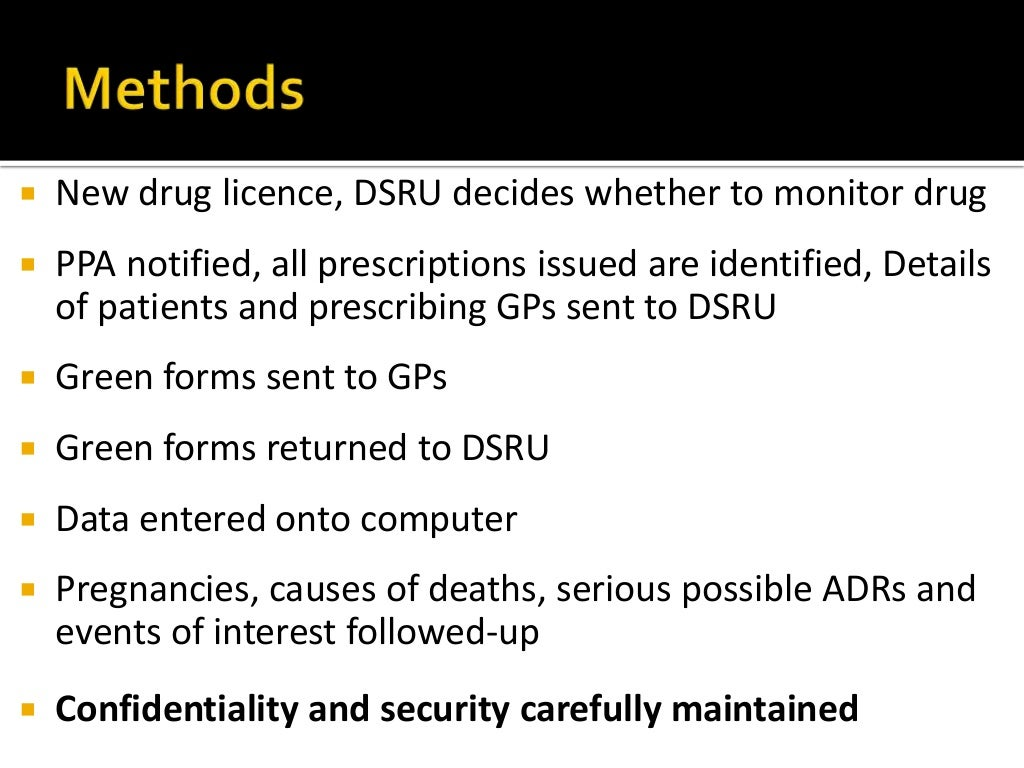 Methods
New drug licence, DSRU decides whether to monitor drug
PPA notified, all prescriptions issued are identified, Details
of patients and prescribing GPs sent to DSRU
Green forms sent to GPs
Green forms returned to DSRU
Data entered onto computer
Pregnancies, causes of deaths, serious possible ADRs and
events of interest followed-up
Confidentiality and security carefully maintained